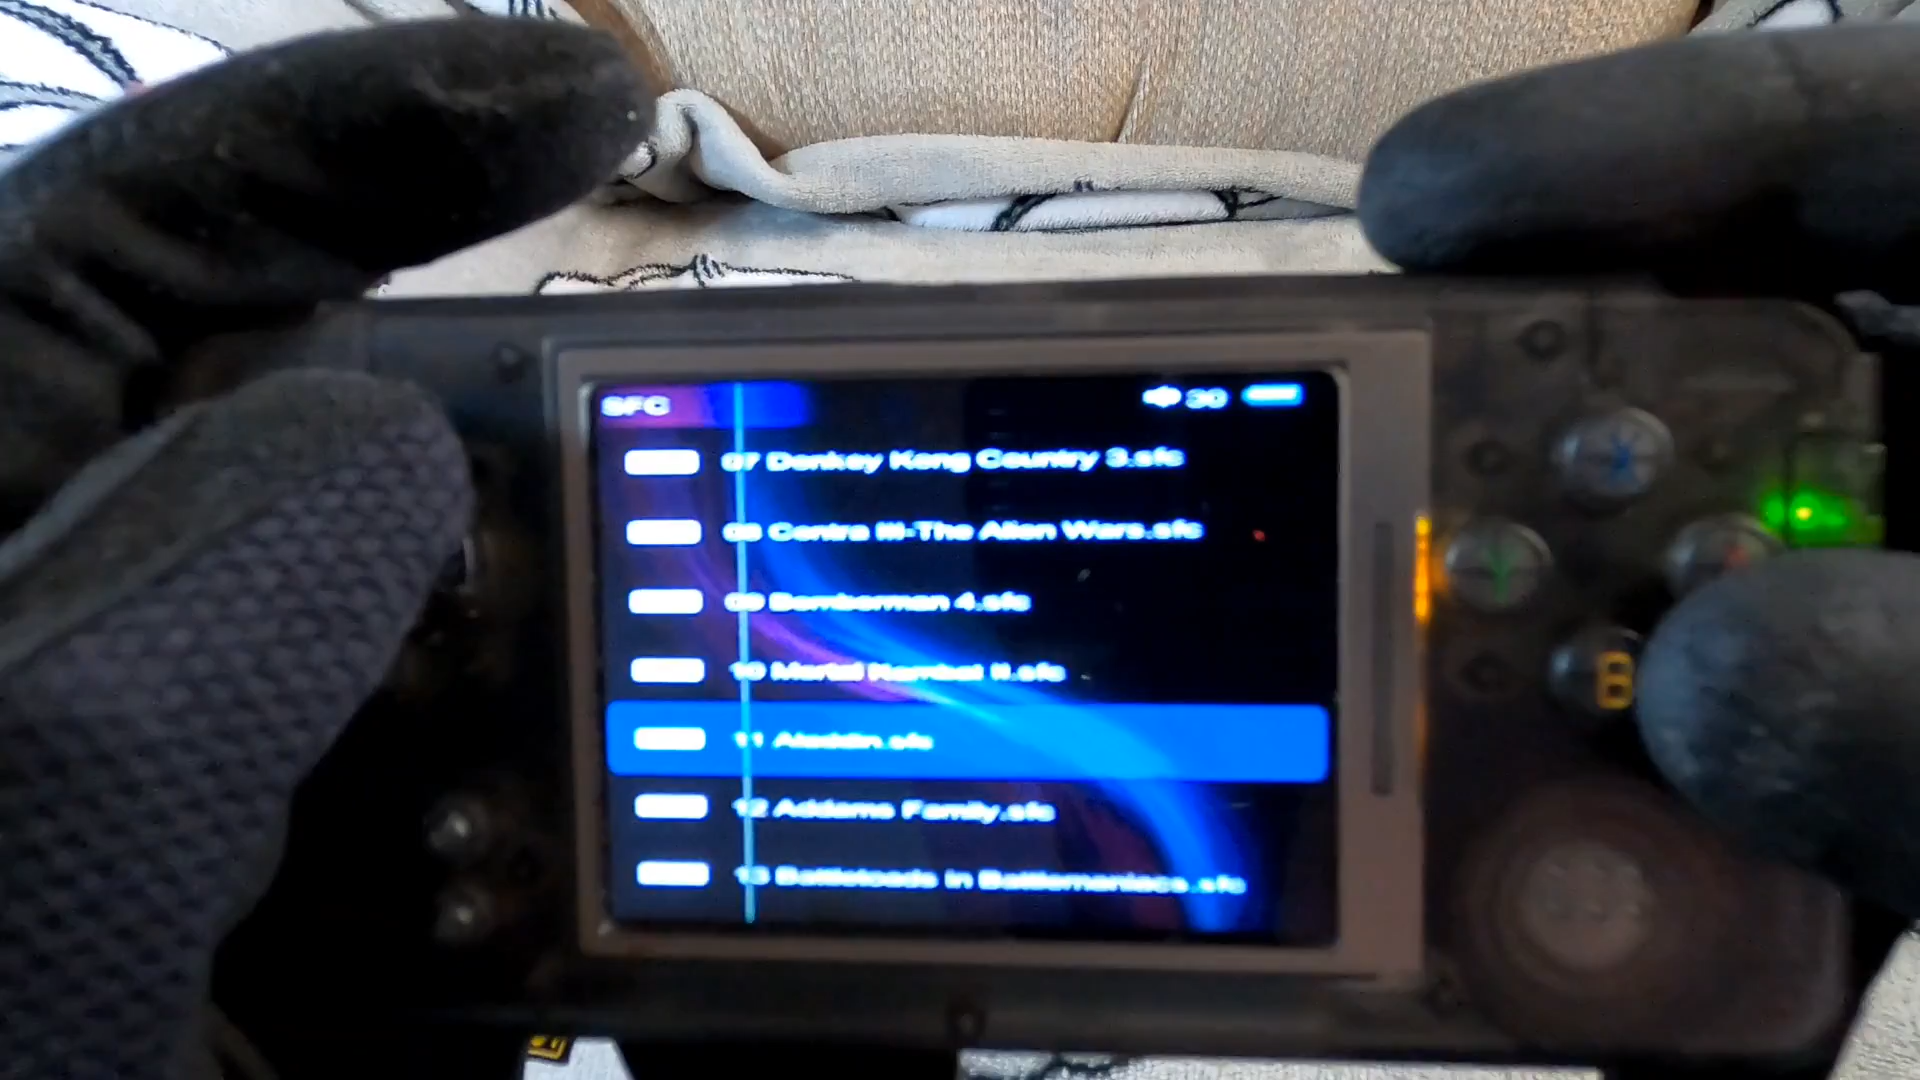 SFC 30
07 Donkey Kong Country 3.sfc
08 Contra III-The Alien Wars.sfc
09 Bomberman 4.sfc
10 Mortal Kombat II.sfc
11 Aladdin.sfc
12 Addams Family.sfc
13 Battletoads in Battlemaniacs.sfc
X
Y
B